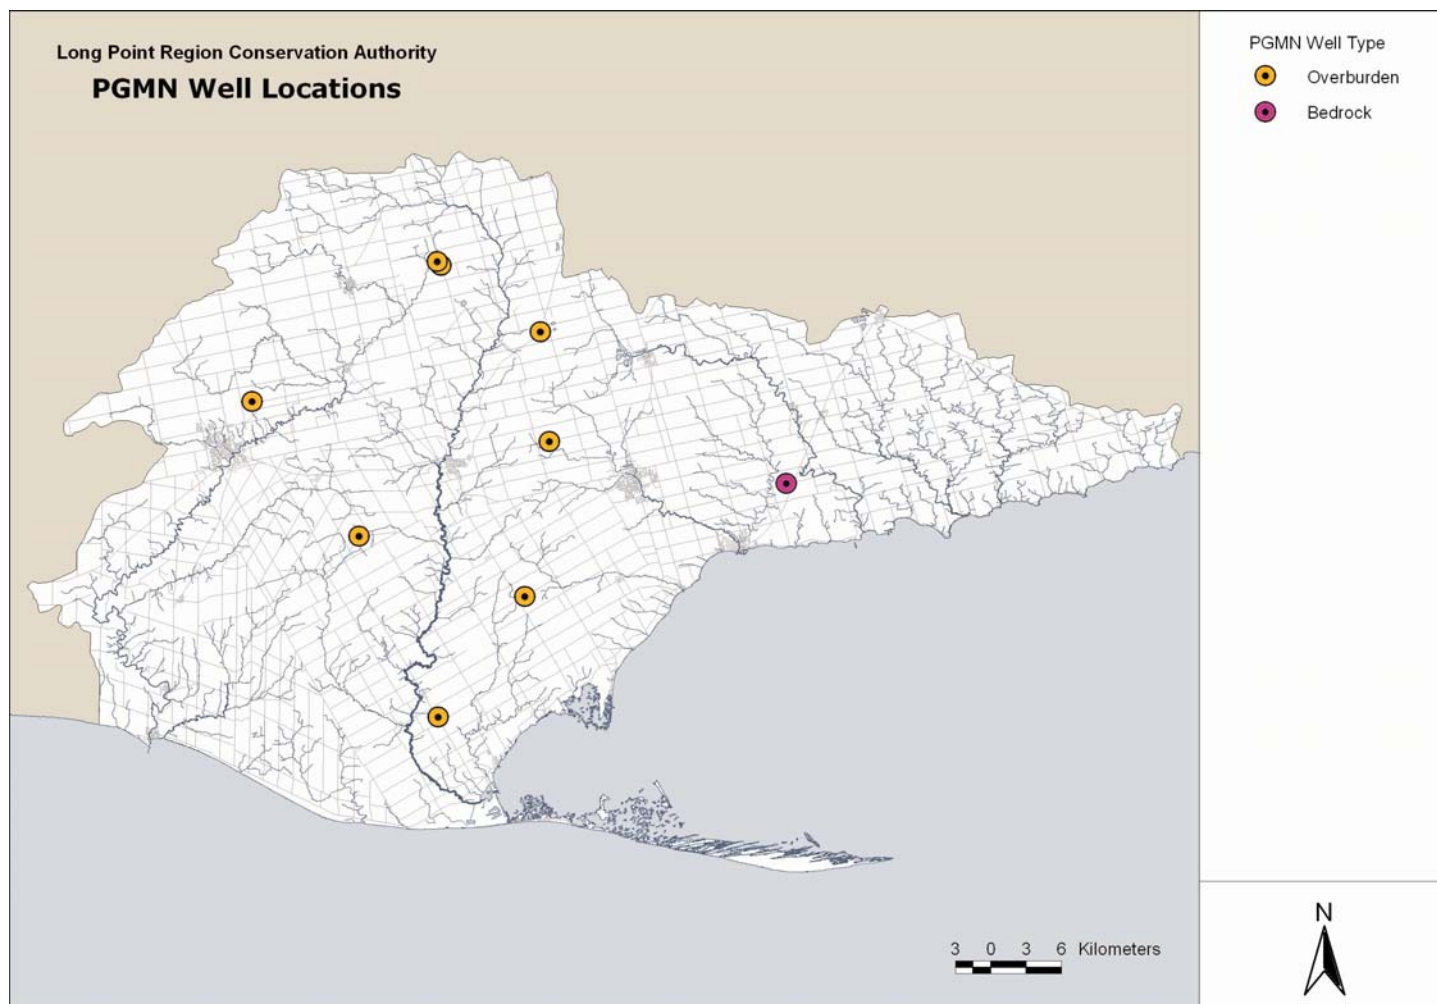 Long Point Region Conservation Authority
PGMN Well Locations
PGMN Well Type
Overburden
Bedrock
N
3 0 3 6 Kilometers